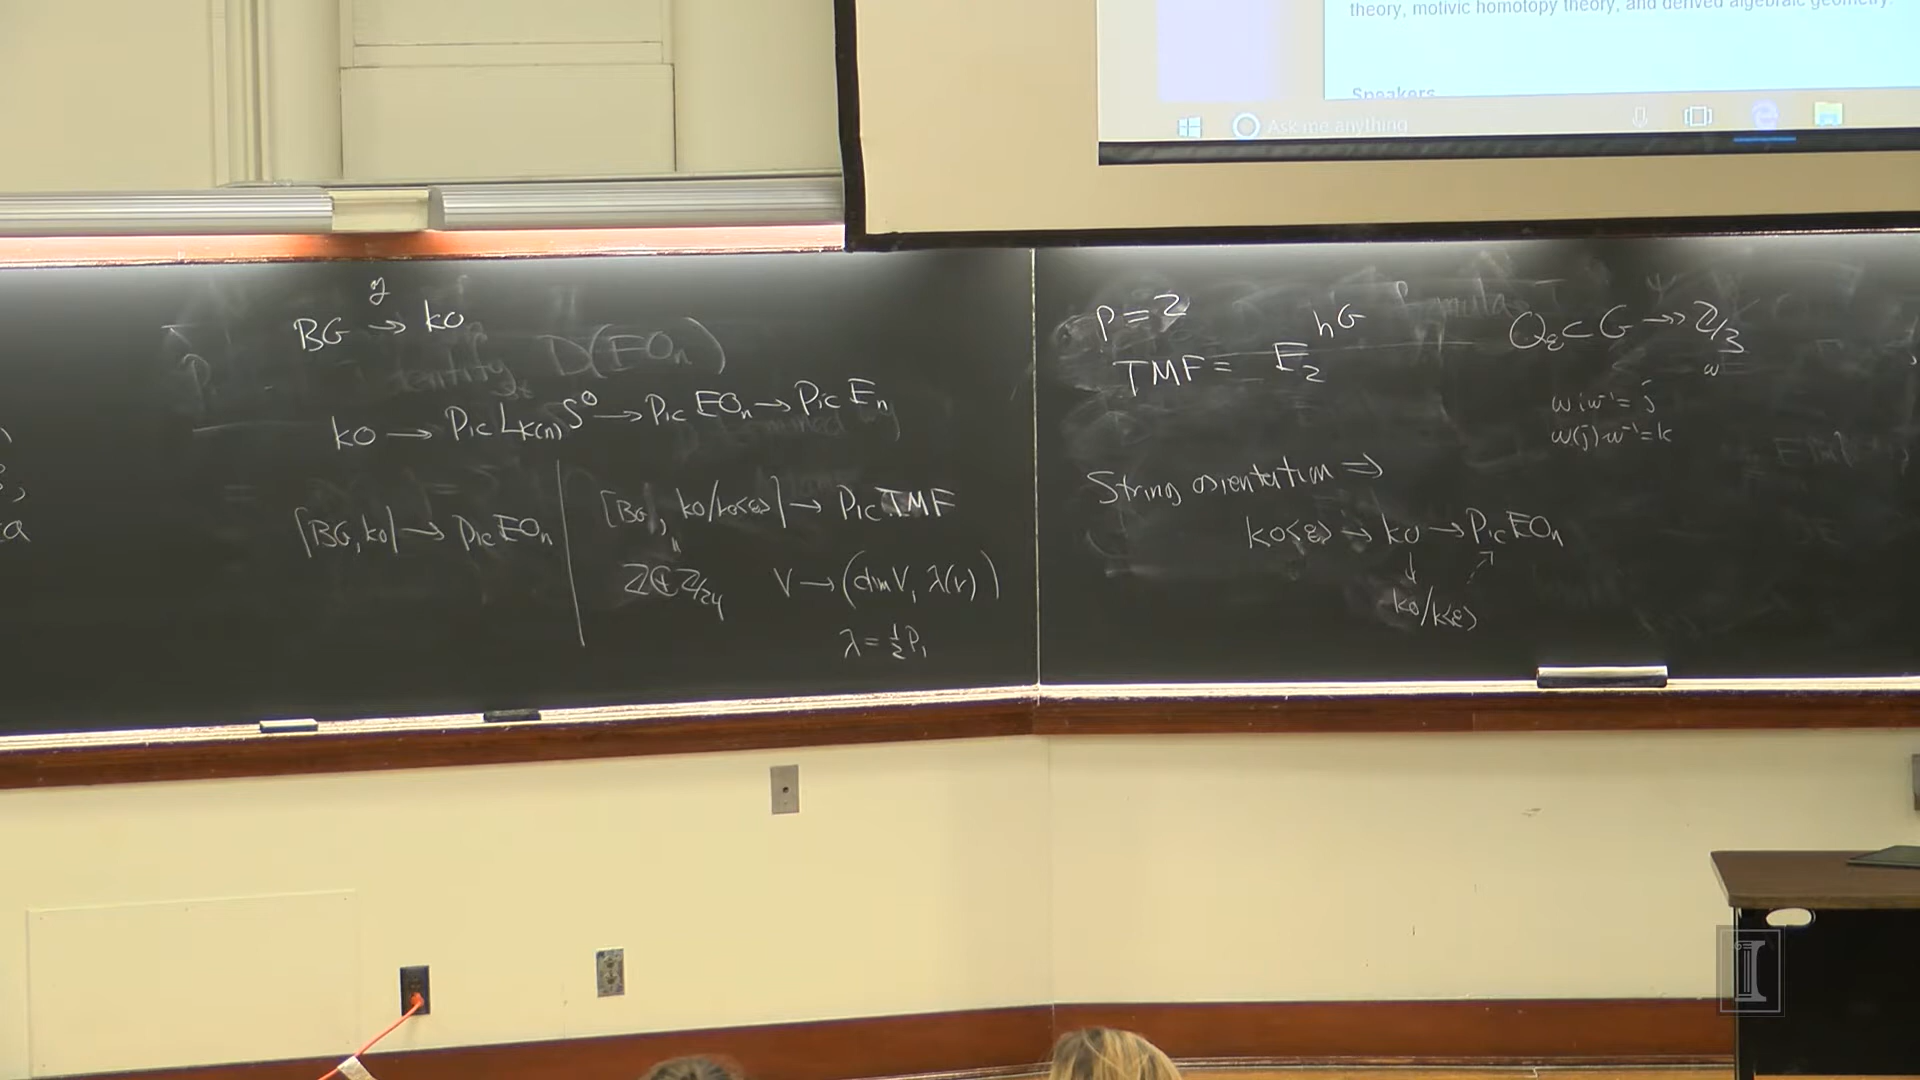 theory, motivic homotopy theory, and derived algebraic geometry.
Speakers
Ask me anything
y
BG → ko
D(EOn)
ko → Pic L_{K(n)} S⁰ → Pic EOn → Pic En
[BG, ko] → Pic EOn
[BG, ko/ko<8>] → Pic TMF
Z⊕Z/24
V → (dim V, λ(V))
λ = ½P₁
P = 2
TMF = E₂^{hG}
Q₈ ⊂ G ↠ Z/3
ω
ωiω⁻¹ = j
ω(j)ω⁻¹ = k
String orientation ⇒
ko<8> → ko → Pic EOn
ko/k<8>